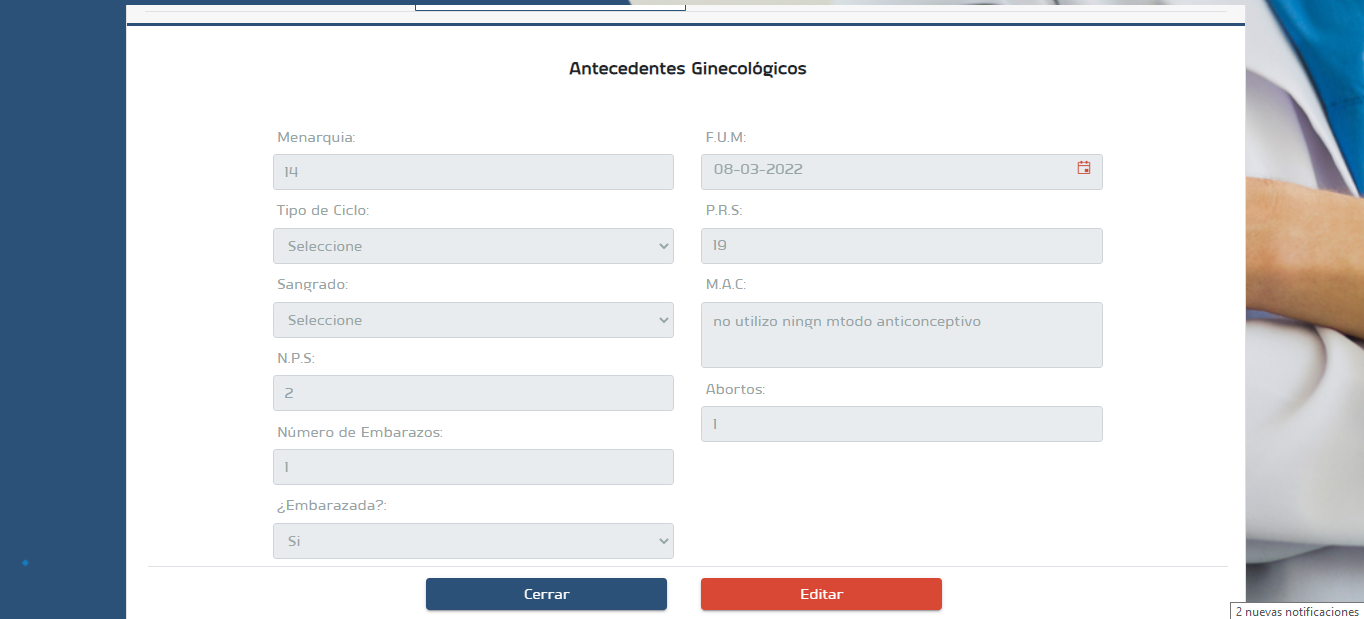 Antecedentes Ginecológicos
Menarquia:
14
Tipo de Ciclo:
Seleccione
Sangrado:
Seleccione
N.P.S:
2
Número de Embarazos:
1
¿Embarazada?:
Si
F.U.M:
08-03-2022
P.R.S:
19
M.A.C:
no utilizo ningn mtodo anticonceptivo
Abortos:
1
Cerrar
Editar
2 nuevas notificaciones